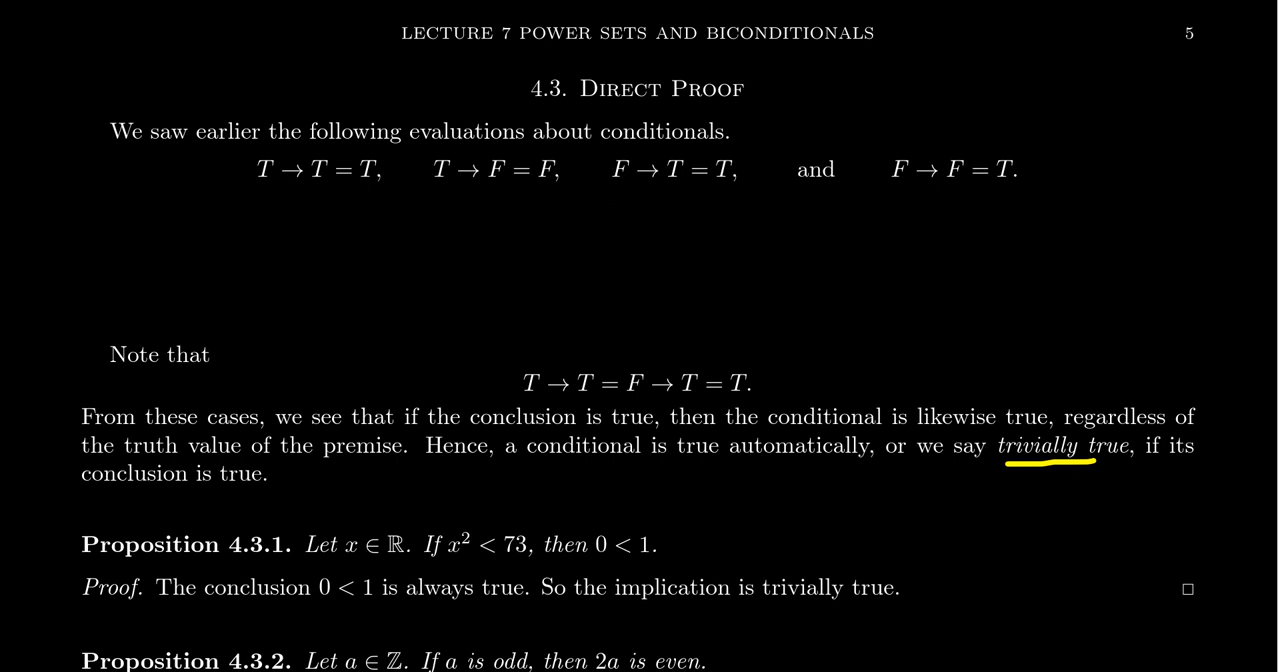 LECTURE 7 POWER SETS AND BICONDITIONALS 5
4.3. Direct Proof
We saw earlier the following evaluations about conditionals.
T → T = T, T → F = F, F → T = T, and F → F = T.
Note that
T → T = F → T = T.
From these cases, we see that if the conclusion is true, then the conditional is likewise true, regardless of
the truth value of the premise. Hence, a conditional is true automatically, or we say trivially true, if its
conclusion is true.
Proposition 4.3.1. Let x ∈ ℝ. If x² < 73, then 0 < 1.
Proof. The conclusion 0 < 1 is always true. So the implication is trivially true. □
Proposition 4.3.2. Let a ∈ ℤ. If a is odd, then 2a is even.